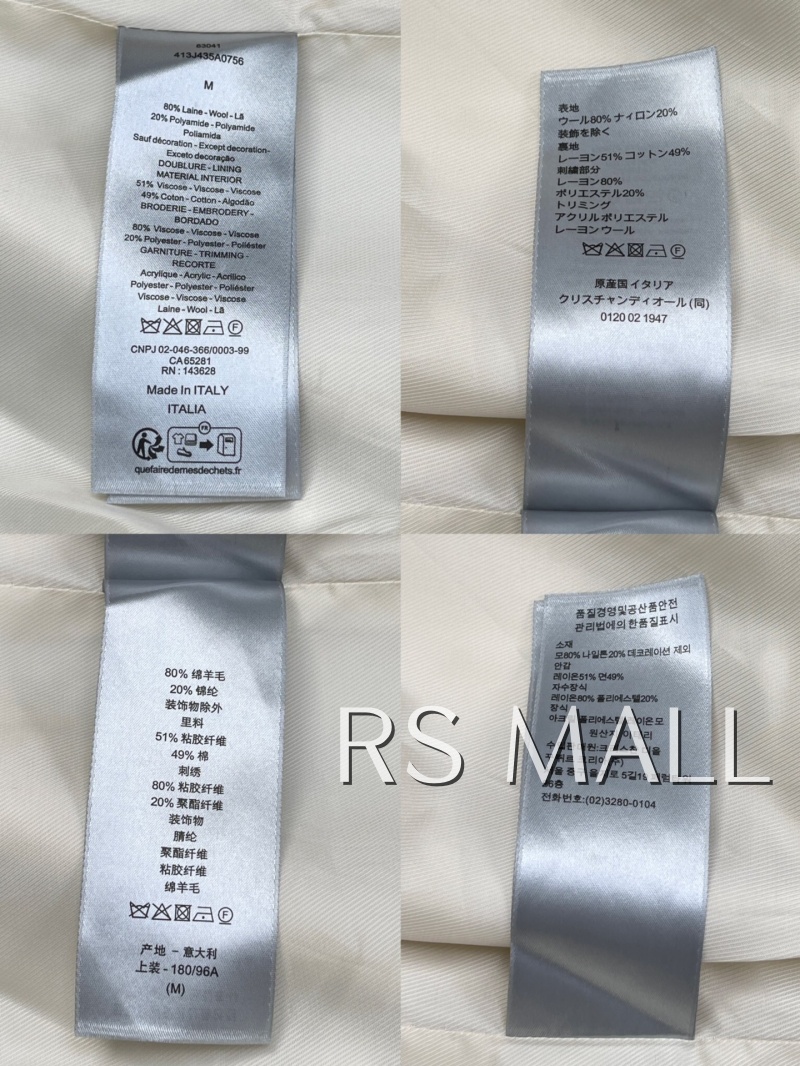 83041
413J435A0756
M
80% Laine - Wool - Lã
20% Polyamide - Polyamide
Poliamida
Sauf décoration - Except decoration-
Exceto decoração
DOUBLURE - LINING
MATERIAL INTERIOR
51% Viscose - Viscose - Viscose
49% Coton - Cotton - Algodão
BRODERIE - EMBRODERY -
BORDADO
80% Viscose - Viscose - Viscose
20% Polyester - Polyester - Poliéster
GARNITURE - TRIMMING -
RECORTE
Acrylique - Acrylic - Acrilico
Polyester - Polyester - Poliéster
Viscose - Viscose - Viscose
Laine - Wool - Lã
CNPJ 02-046-366/0003-99
CA 65281
RN : 143628
Made In ITALY
ITALIA
FR
quefairedemesdechets.fr
表地
ウール80% ナイロン20%
装飾を除く
裏地
レーヨン51% コットン49%
刺繍部分
レーヨン80%
ポリエステル20%
トリミング
アクリル ポリエステル
レーヨン ウール
F
原産国 イタリア
クリスチャンディオール (同)
0120 02 1947
80% 绵羊毛
20% 锦纶
装饰物除外
里料
51% 粘胶纤维
49% 棉
刺绣
80% 粘胶纤维
20% 聚酯纤维
装饰物
腈纶
聚酯纤维
粘胶纤维
绵羊毛
F
产地 - 意大利
上装 - 180/96A
(M)
품질경영및공산품안전
관리법에의한품질표시
소재
모80% 나일론20% 데코레이션 제외
안감
레이온51% 면49%
자수장식
레이온80% 폴리에스텔20%
장식
원산지
전화번호:(02)3280-0104
RS MALL